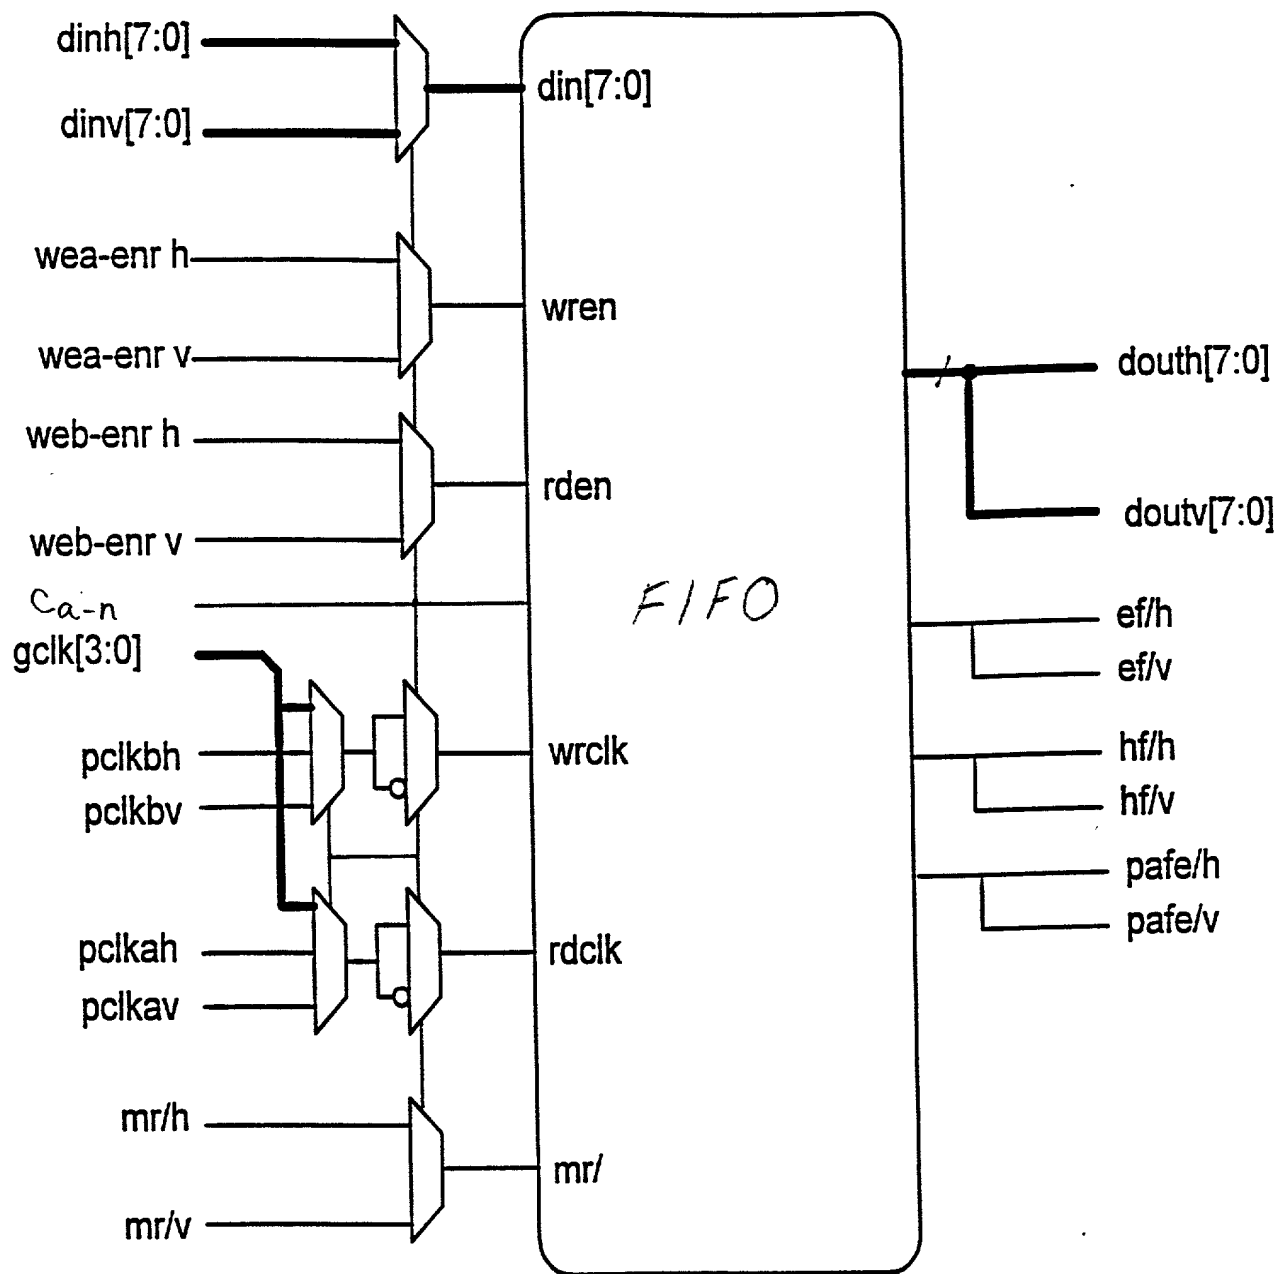 dinh[7:0]
dinv[7:0]
din[7:0]
wea-enr h
wea-enr v
wren
web-enr h
web-enr v
rden
Ca-n
gclk[3:0]
pclkbh
pclkbv
wrclk
pclkah
pclkav
rdclk
mr/h
mr/v
mr/
FIFO
douth[7:0]
doutv[7:0]
ef/h
ef/v
hf/h
hf/v
pafe/h
pafe/v